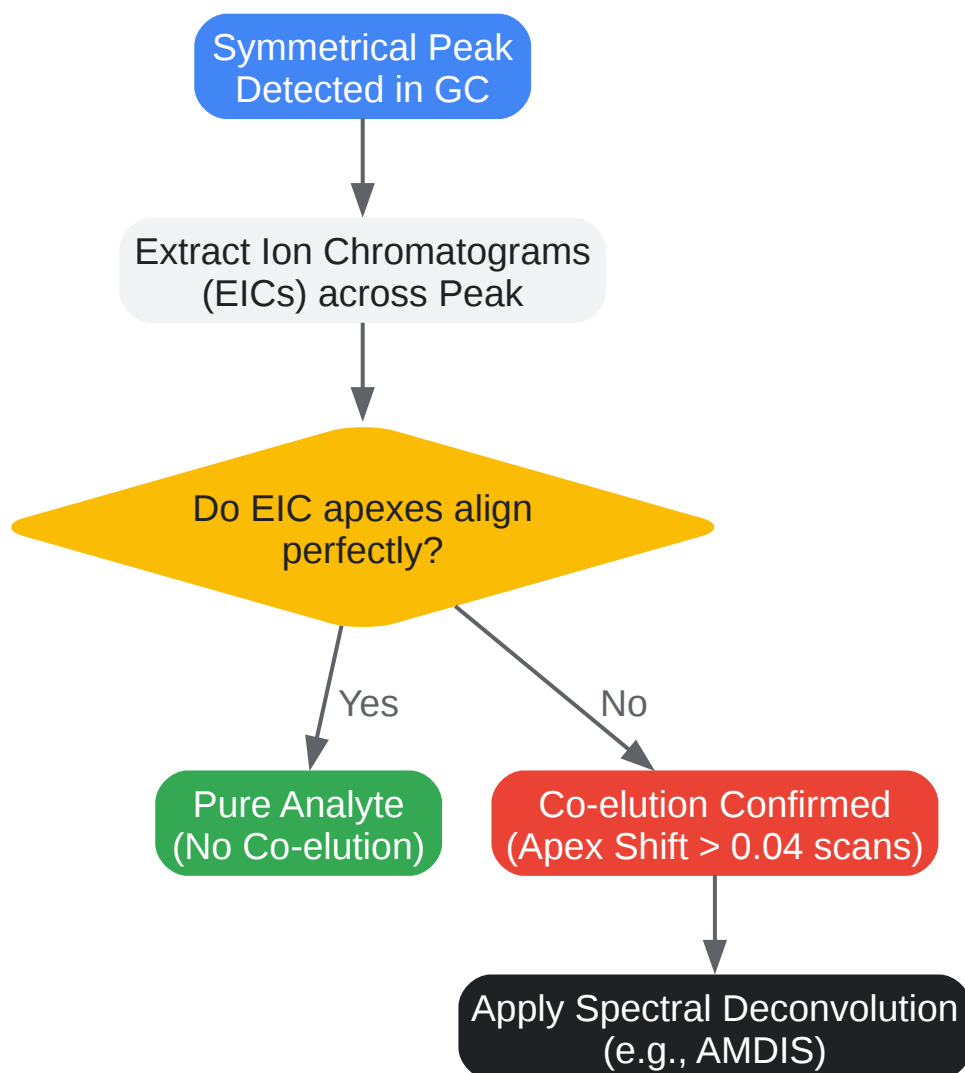 Symmetrical Peak
Detected in GC
Extract Ion Chromatograms
(EICs) across Peak
Do EIC apexes align
perfectly?
Yes
No
Pure Analyte
(No Co-elution)
Co-elution Confirmed
(Apex Shift > 0.04 scans)
Apply Spectral Deconvolution
(e.g., AMDIS)